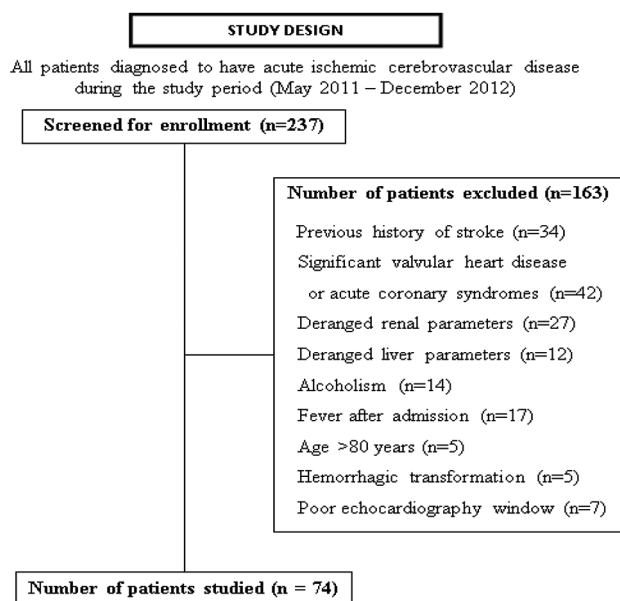 STUDY DESIGN
All patients diagnosed to have acute ischemic cerebrovascular disease
during the study period (May 2011 – December 2012)
Screened for enrollment (n=237)
Number of patients excluded (n=163)
Previous history of stroke (n=34)
Significant valvular heart disease
or acute coronary syndromes (n=42)
Deranged renal parameters (n=27)
Deranged liver parameters (n=12)
Alcoholism (n=14)
Fever after admission (n=17)
Age >80 years (n=5)
Hemorrhagic transformation (n=5)
Poor echocardiography window (n=7)
Number of patients studied (n = 74)